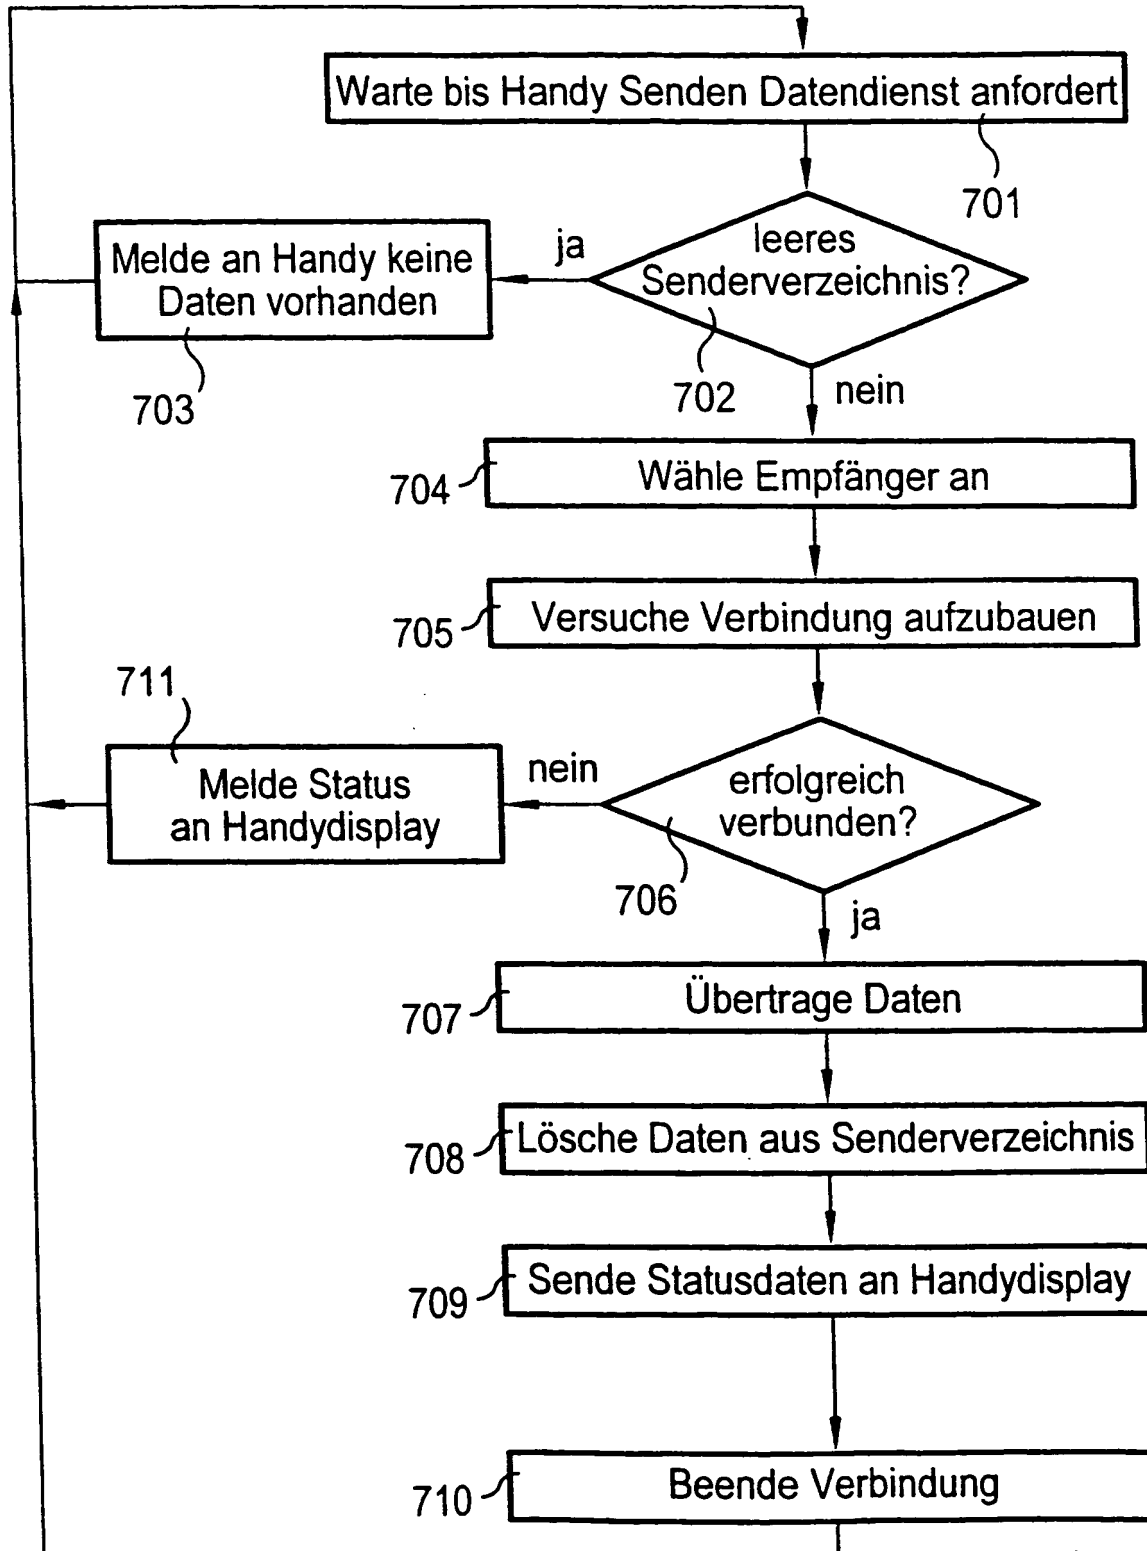 Warte bis Handy Senden Datendienst anfordert
701
leeres
Senderverzeichnis?
702
ja
Melde an Handy keine
Daten vorhanden
703
nein
704
Wähle Empfänger an
705
Versuche Verbindung aufzubauen
711
erfolgreich
verbunden?
706
nein
Melde Status
an Handydisplay
ja
707
Übertrage Daten
708
Lösche Daten aus Senderverzeichnis
709
Sende Statusdaten an Handydisplay
710
Beende Verbindung